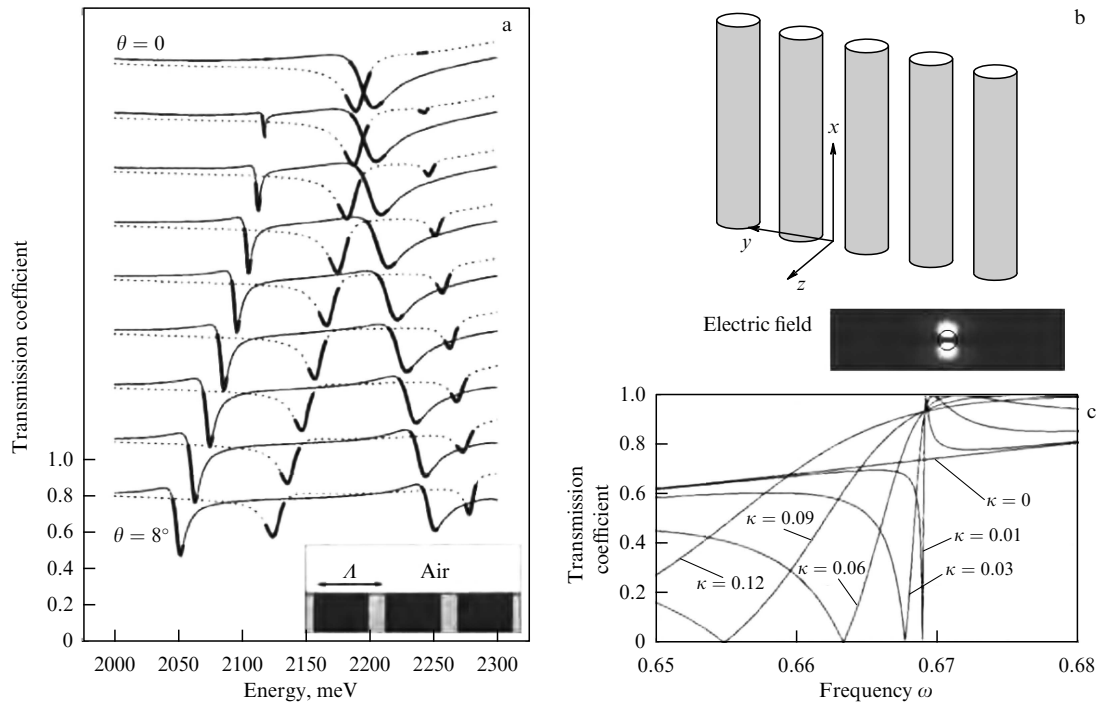 a
θ = 0
Transmission coefficient
1.0
0.8
0.6
0.4
0.2
0
θ = 8°
Λ
Air
2000 2050 2100 2150 2200 2250 2300
Energy, meV
b
x
y
z
Electric field
c
Transmission
coefficient
1.0
0.8
0.6
0.4
0.2
0
κ = 0
κ = 0.09
κ = 0.01
κ = 0.06
κ = 0.03
κ = 0.12
0.65 0.66 0.67 0.68
Frequency ω